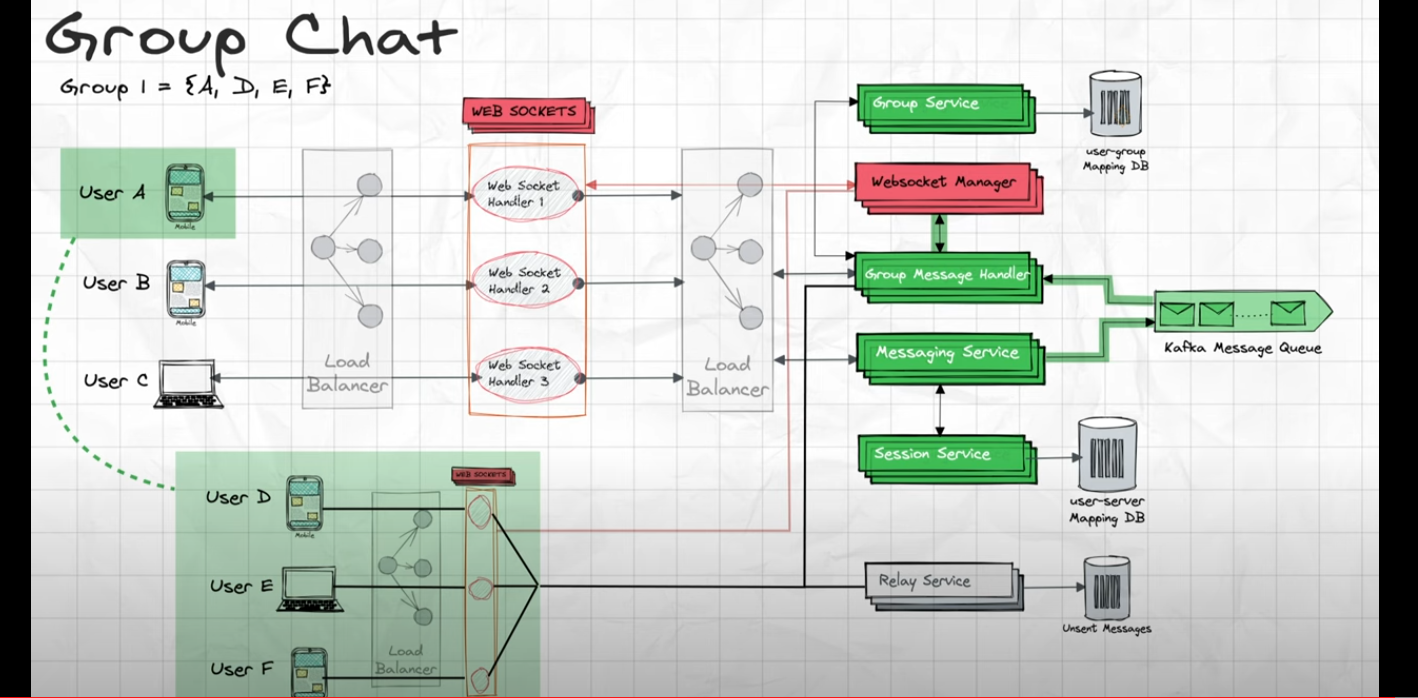 Group Chat
Group 1 = {A, D, E, F}
WEB SOCKETS
User A
Mobile
User B
Mobile
User C
Load
Balancer
Web Socket
Handler 1
Web Socket
Handler 2
Web Socket
Handler 3
Load
Balancer
Group Service
user-group
Mapping DB
Websocket Manager
Group Message Handler
Kafka Message Queue
Messaging Service
Session Service
user-server
Mapping DB
Relay Service
Unsent Messages
WEB SOCKETS
User D
Mobile
User E
User F
Load
Balancer